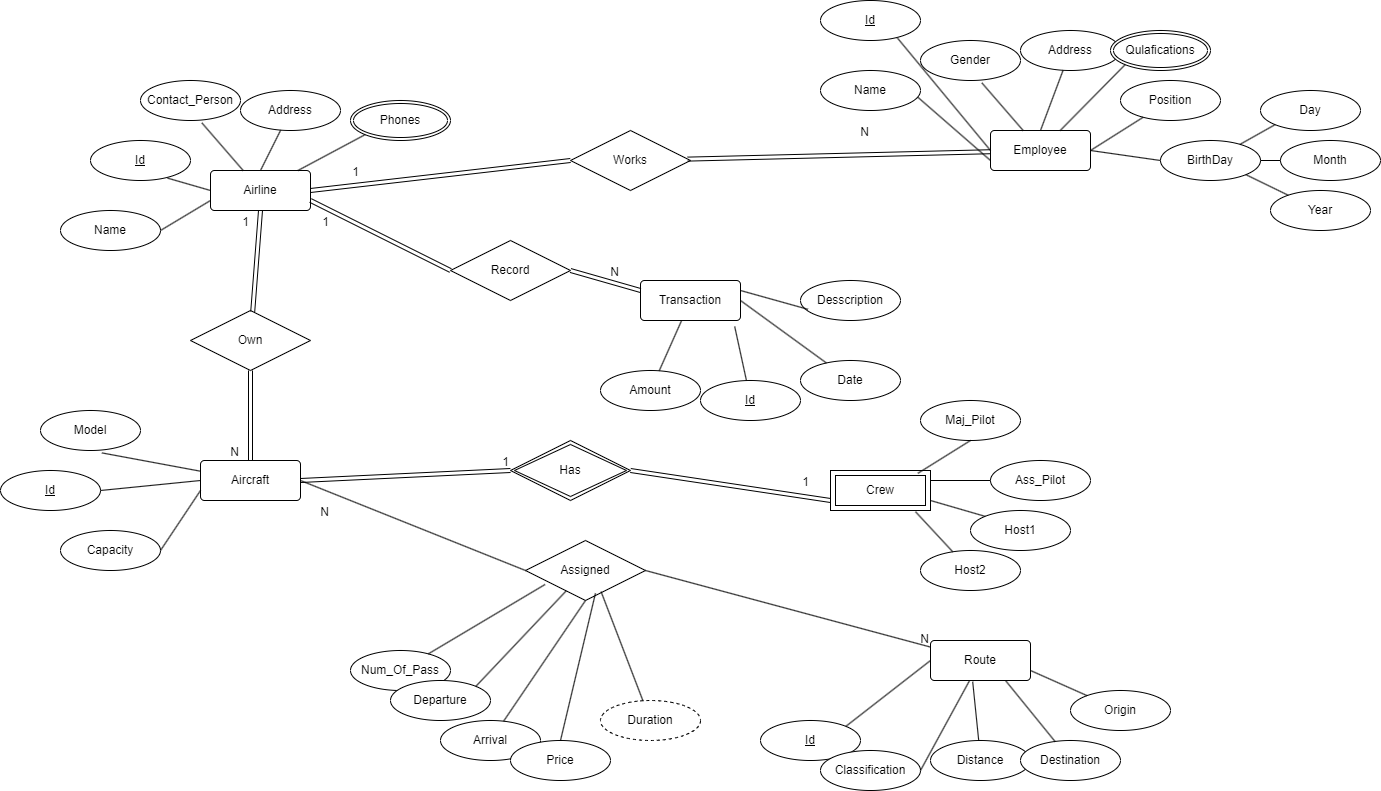 Id
Gender
Address
Qulafications
Name
Position
Day
Contact_Person
Address
Phones
N
Employee
BirthDay
Month
Id
1
Works
Year
Airline
Name
1
1
Record
N
Transaction
Desscription
Own
Amount
Id
Date
Model
N
Maj_Pilot
Id
Aircraft
1
Has
1
Crew
Ass_Pilot
N
Host1
Capacity
Assigned
Host2
N
Num_Of_Pass
Route
Departure
Duration
Origin
Arrival
Id
Price
Classification
Distance
Destination